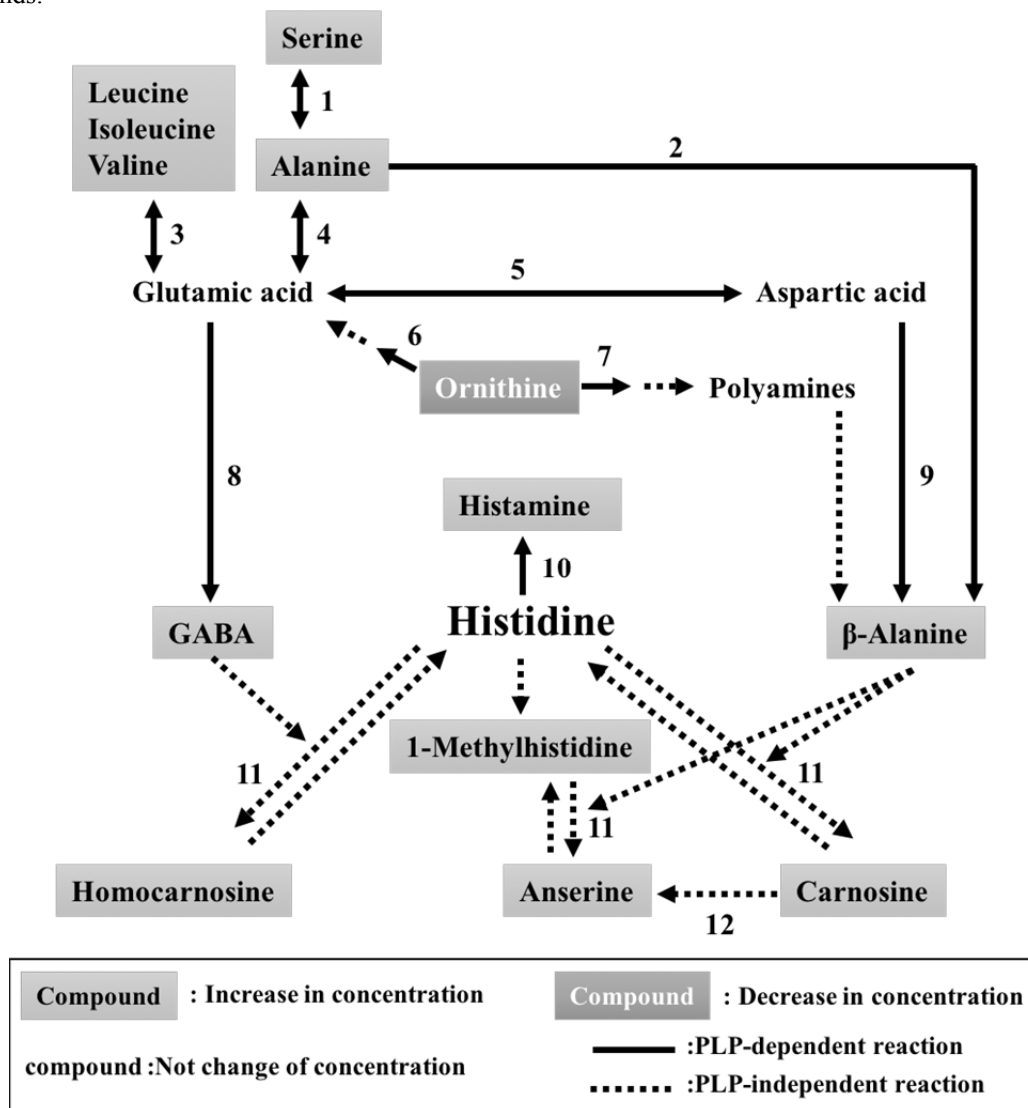 nds.
Serine
1
Leucine
Isoleucine
Valine
Alanine
2
3
4
Glutamic acid
5
Aspartic acid
6
7
Ornithine
Polyamines
8
9
Histamine
10
Histidine
GABA
β-Alanine
1-Methylhistidine
11
11
11
Homocarnosine
Anserine
Carnosine
12
Compound : Increase in concentration
Compound : Decrease in concentration
compound :Not change of concentration
:PLP-dependent reaction
:PLP-independent reaction